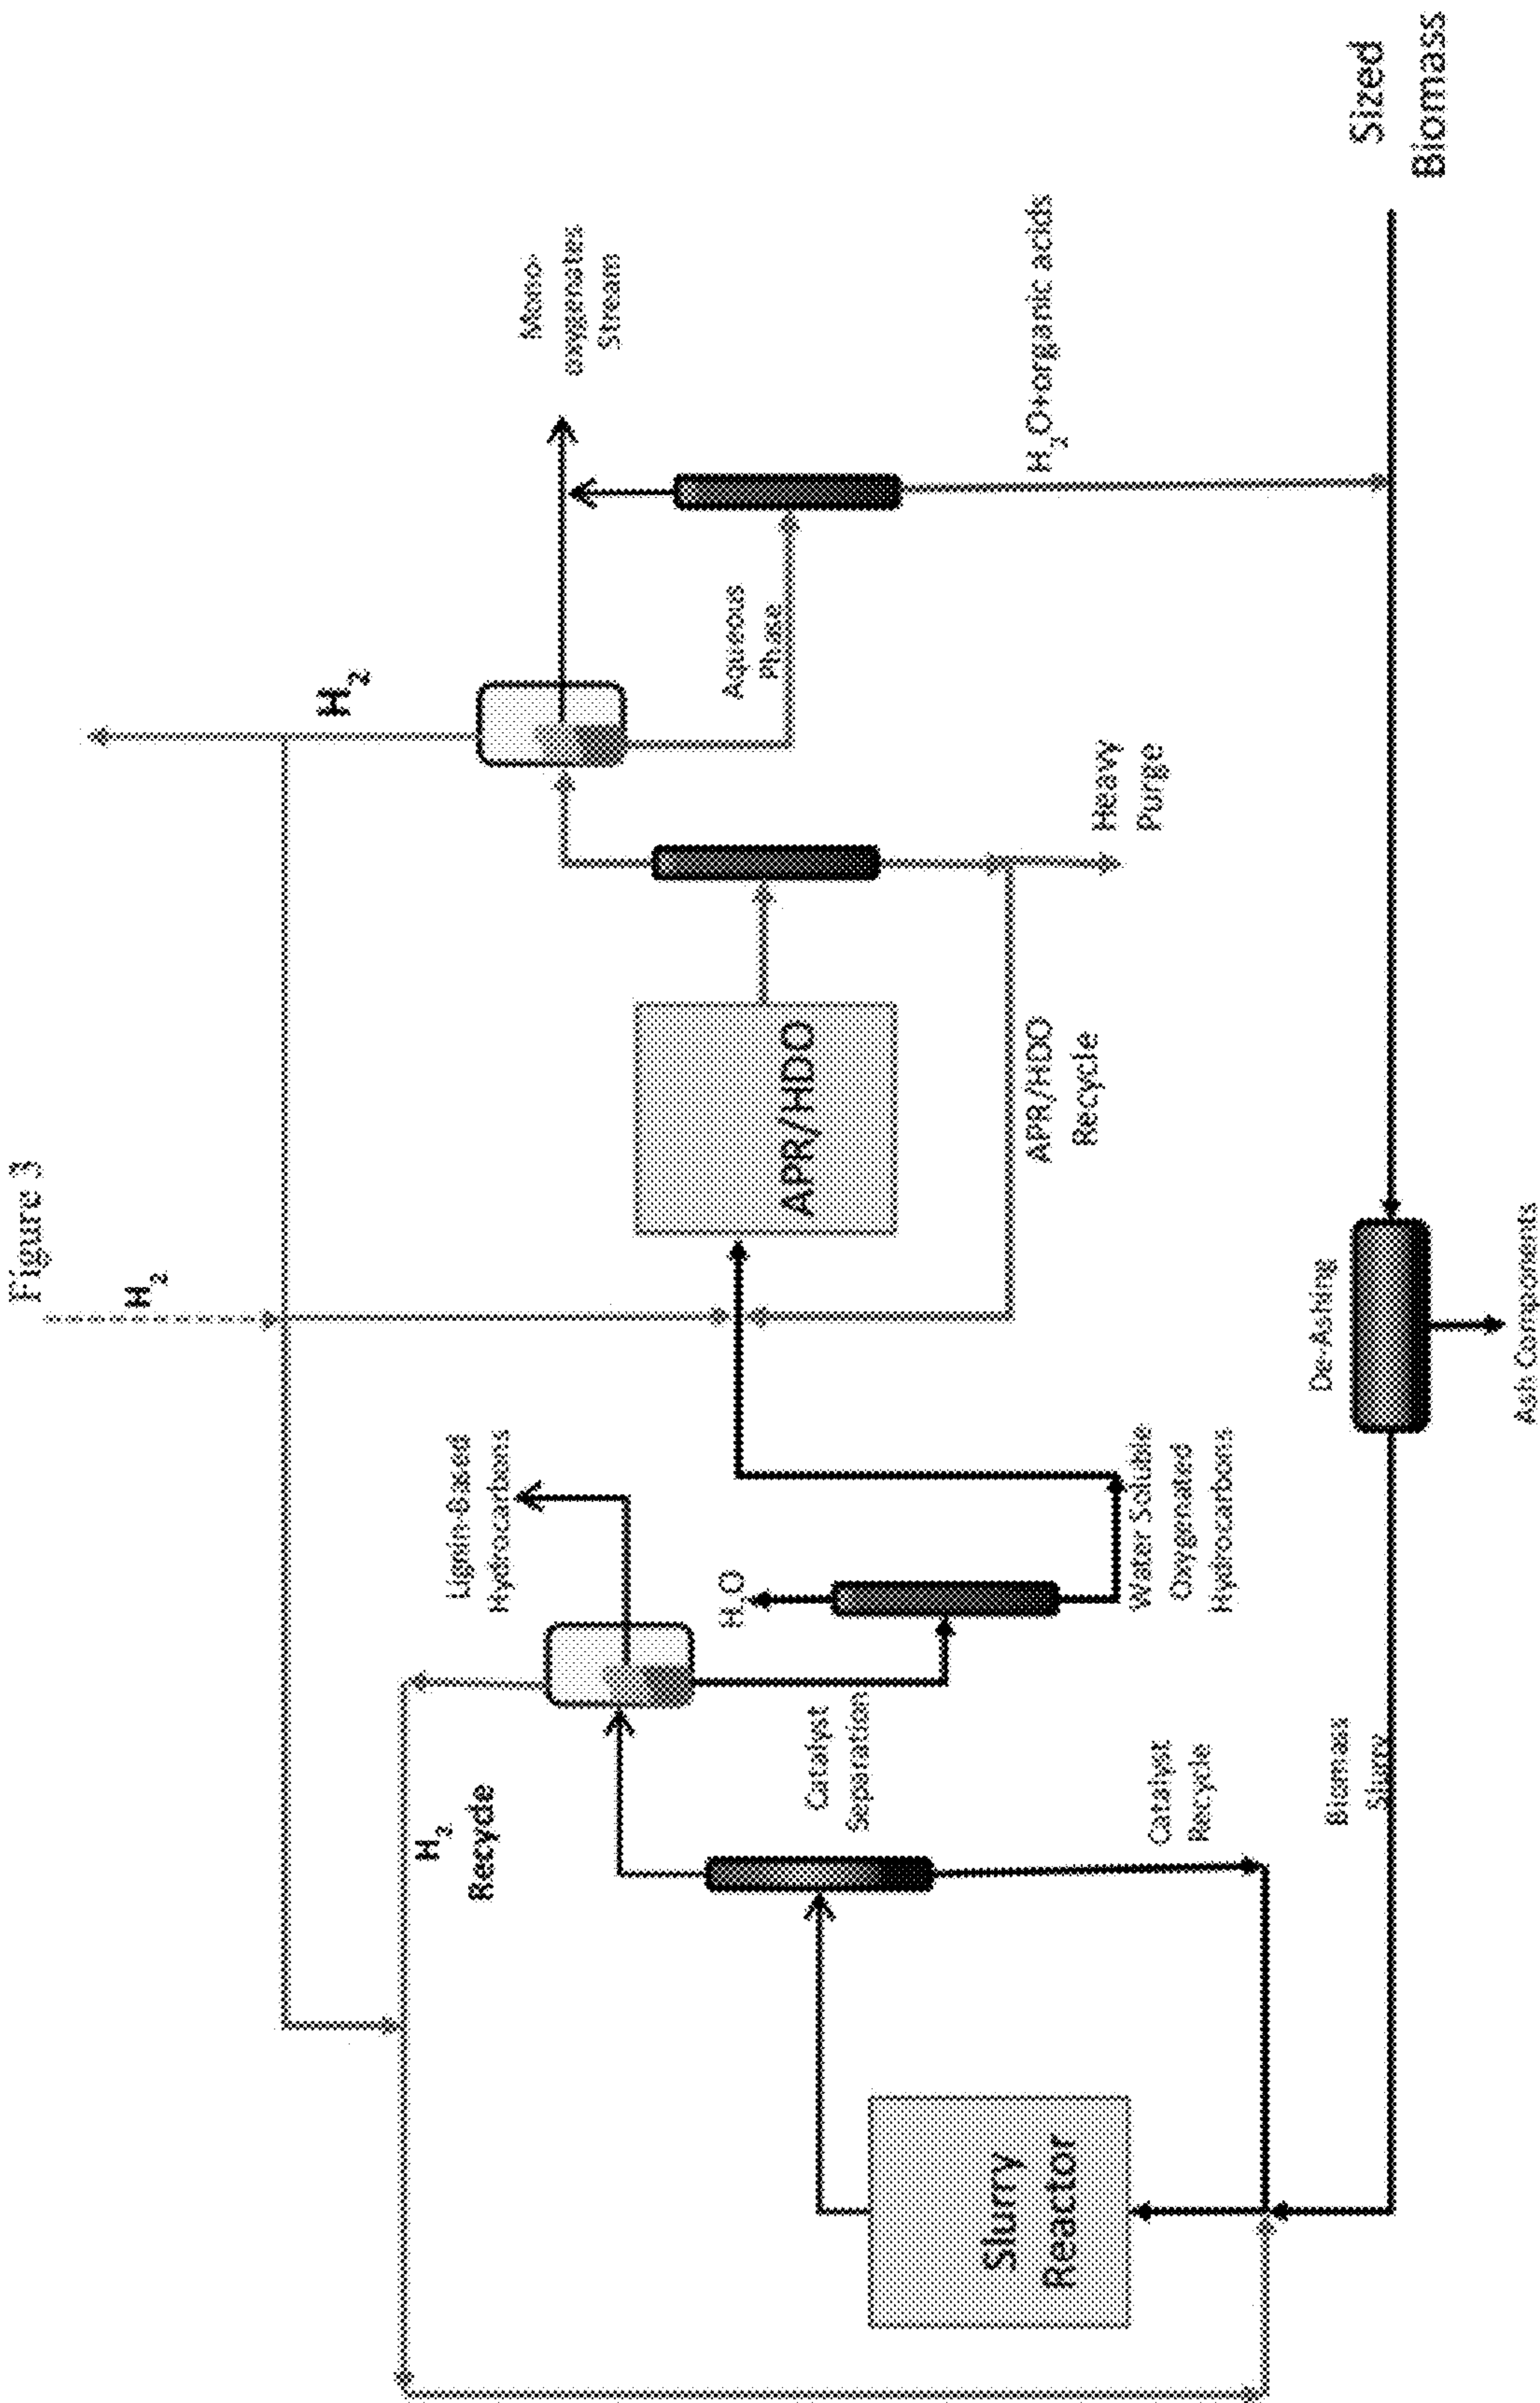 Figure 3
H2
H2
H2
Recycle
Lignin-Based
Hydrocarbons
Mono-
oxygenates
Stream
Slurry
Reactor
Catalyst
Separation
H2O
APR/HDO
Aqueous
Phase
Catalyst
Recycle
Water Soluble
Oxygenated
Hydrocarbons
APR/HDO
Recycle
Heavy
Purge
H2O+organic acids
Biomass
Slurry
De-Ashing
Ash Components
Sized
Biomass